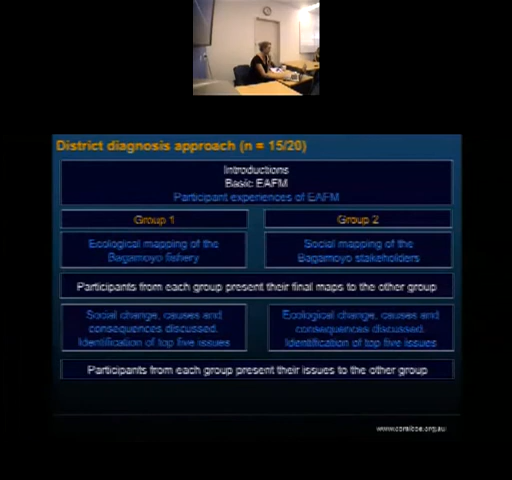 District diagnosis approach (n = 15/20)
Introductions
Basic EAFM
Participant experiences of EAFM
Group 1
Group 2
Ecological mapping of the
Bagamoyo fishery
Social mapping of the
Bagamoyo stakeholders
Participants from each group present their final maps to the other group
Social change, causes and
consequences discussed.
Identification of top five issues
Ecological change, causes and
consequences discussed.
Identification of top five issues
Participants from each group present their issues to the other group
www.coralcoe.org.au